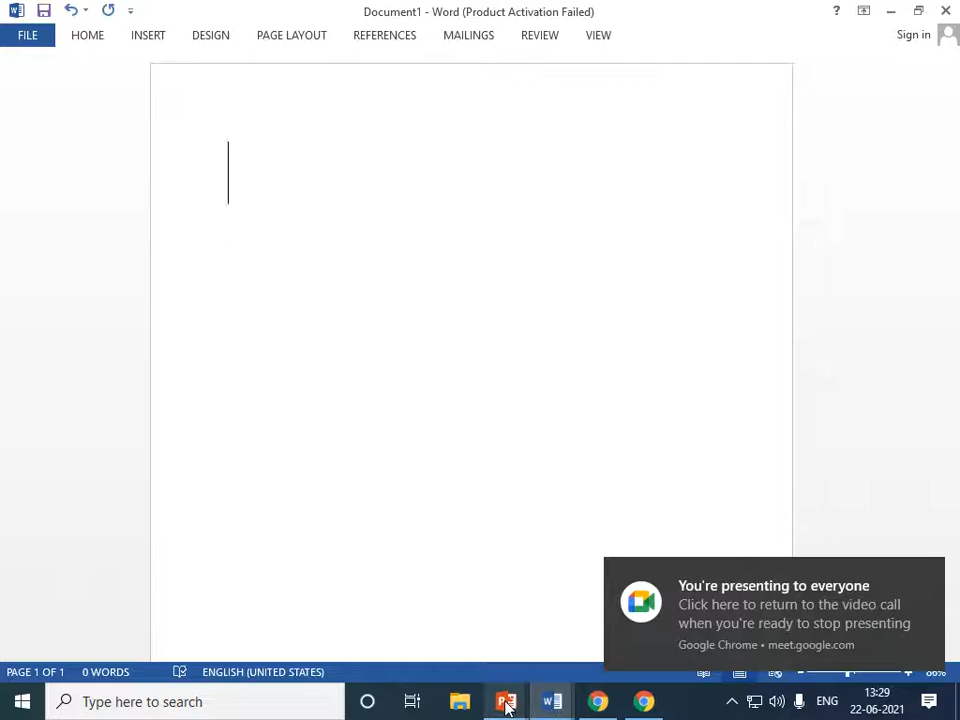 Document1 - Word (Product Activation Failed)
?
FILE HOME INSERT DESIGN PAGE LAYOUT REFERENCES MAILINGS REVIEW VIEW Sign in
You're presenting to everyone
Click here to return to the video call
when you're ready to stop presenting
Google Chrome • meet.google.com
PAGE 1 OF 1 0 WORDS ENGLISH (UNITED STATES)
Type here to search
ENG
13:29
22-06-2021